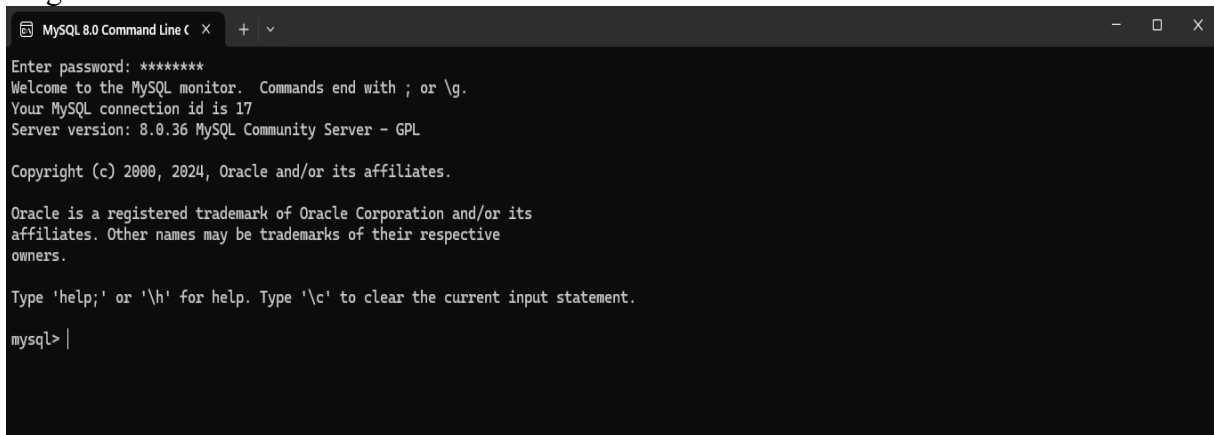 MySQL 8.0 Command Line C
Enter password: ********
Welcome to the MySQL monitor.  Commands end with ; or \g.
Your MySQL connection id is 17
Server version: 8.0.36 MySQL Community Server - GPL
Copyright (c) 2000, 2024, Oracle and/or its affiliates.
Oracle is a registered trademark of Oracle Corporation and/or its
affiliates. Other names may be trademarks of their respective
owners.
Type 'help;' or '\h' for help. Type '\c' to clear the current input statement.
mysql>